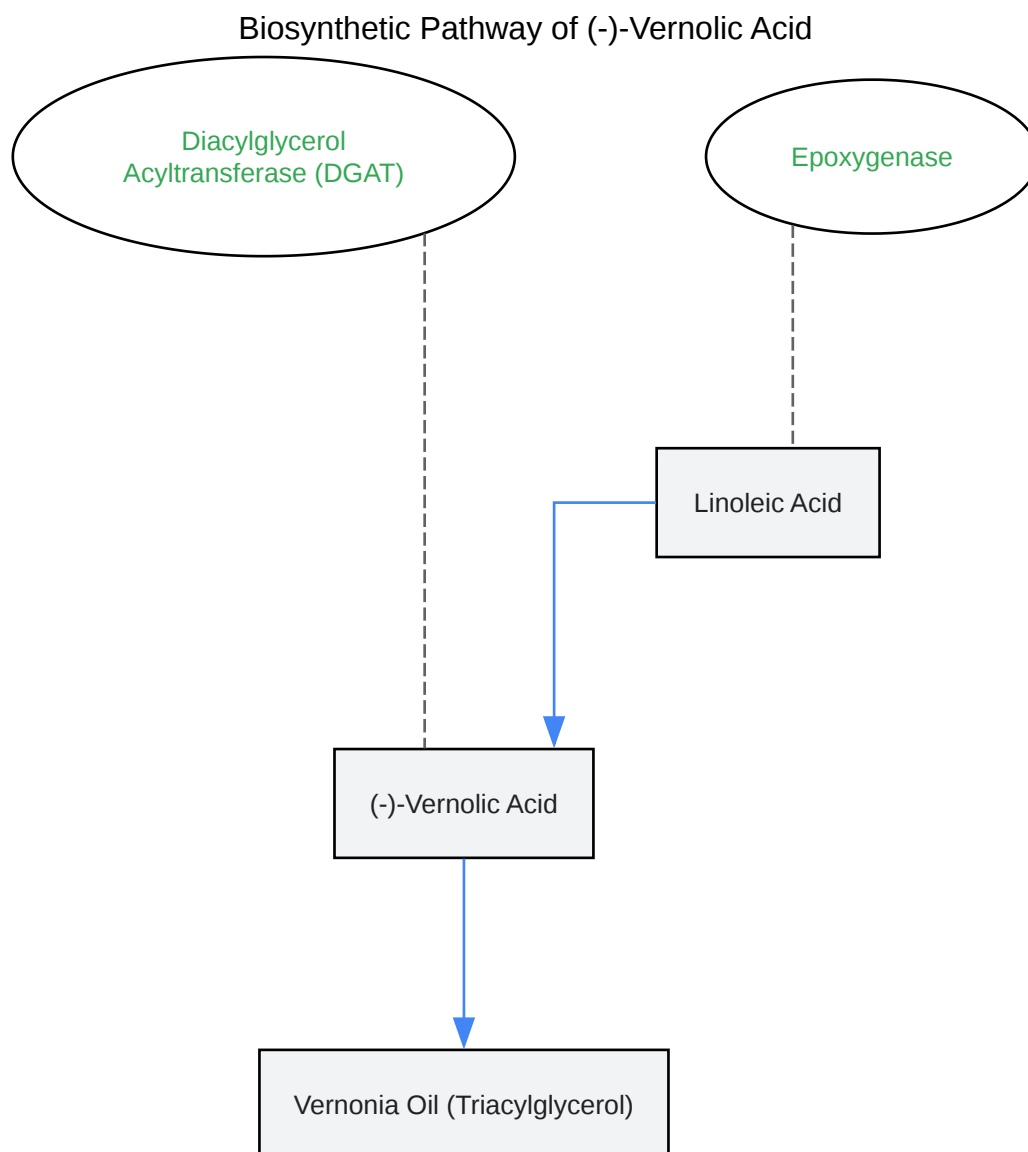 Biosynthetic Pathway of (-)-Vernolic Acid
Diacylglycerol
Acyltransferase (DGAT)
Epoxygenase
Linoleic Acid
(-)-Vernolic Acid
Vernonia Oil (Triacylglycerol)